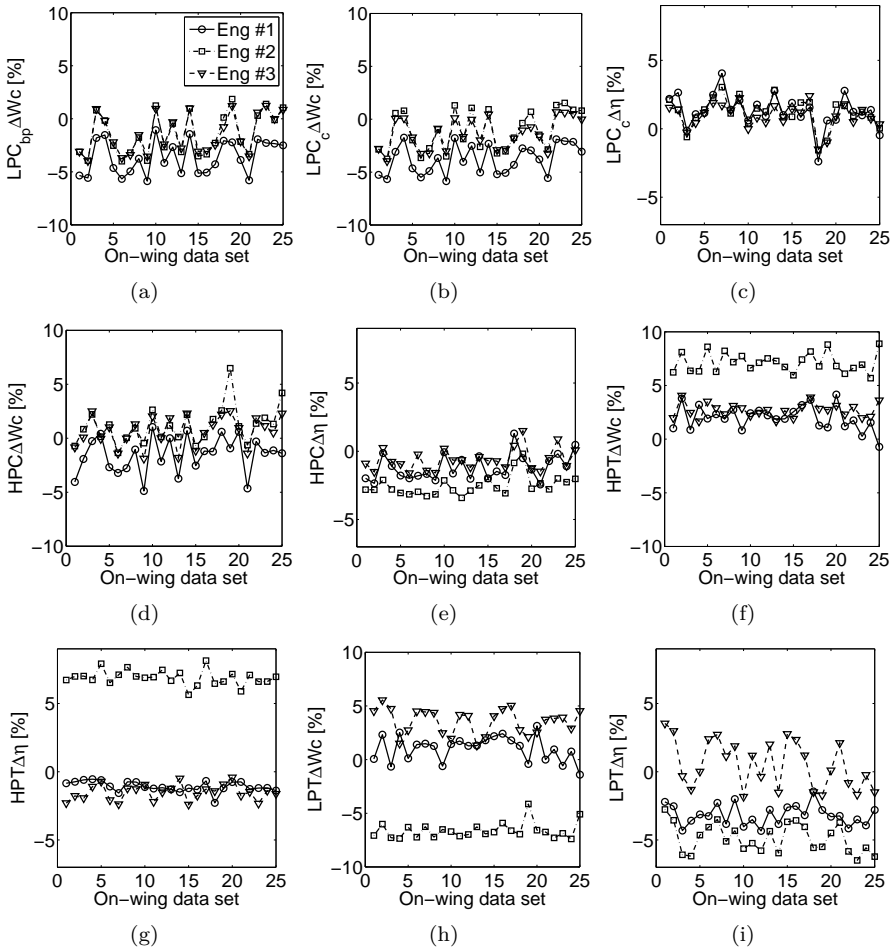 10
5
0
−5
−10
LPC_bp ΔWc [%]
Eng #1
Eng #2
Eng #3
0 5 10 15 20 25
On−wing data set
(a)
10
5
0
−5
−10
LPC_c ΔWc [%]
0 5 10 15 20 25
On−wing data set
(b)
5
0
−5
LPC_c Δη [%]
0 5 10 15 20 25
On−wing data set
(c)
10
5
0
−5
−10
HPC ΔWc [%]
0 5 10 15 20 25
On−wing data set
(d)
5
0
−5
HPC Δη [%]
0 5 10 15 20 25
On−wing data set
(e)
10
5
0
−5
−10
HPT ΔWc [%]
0 5 10 15 20 25
On−wing data set
(f)
5
0
−5
HPT Δη [%]
0 5 10 15 20 25
On−wing data set
(g)
10
5
0
−5
−10
LPT ΔWc [%]
0 5 10 15 20 25
On−wing data set
(h)
5
0
−5
LPT Δη [%]
0 5 10 15 20 25
On−wing data set
(i)